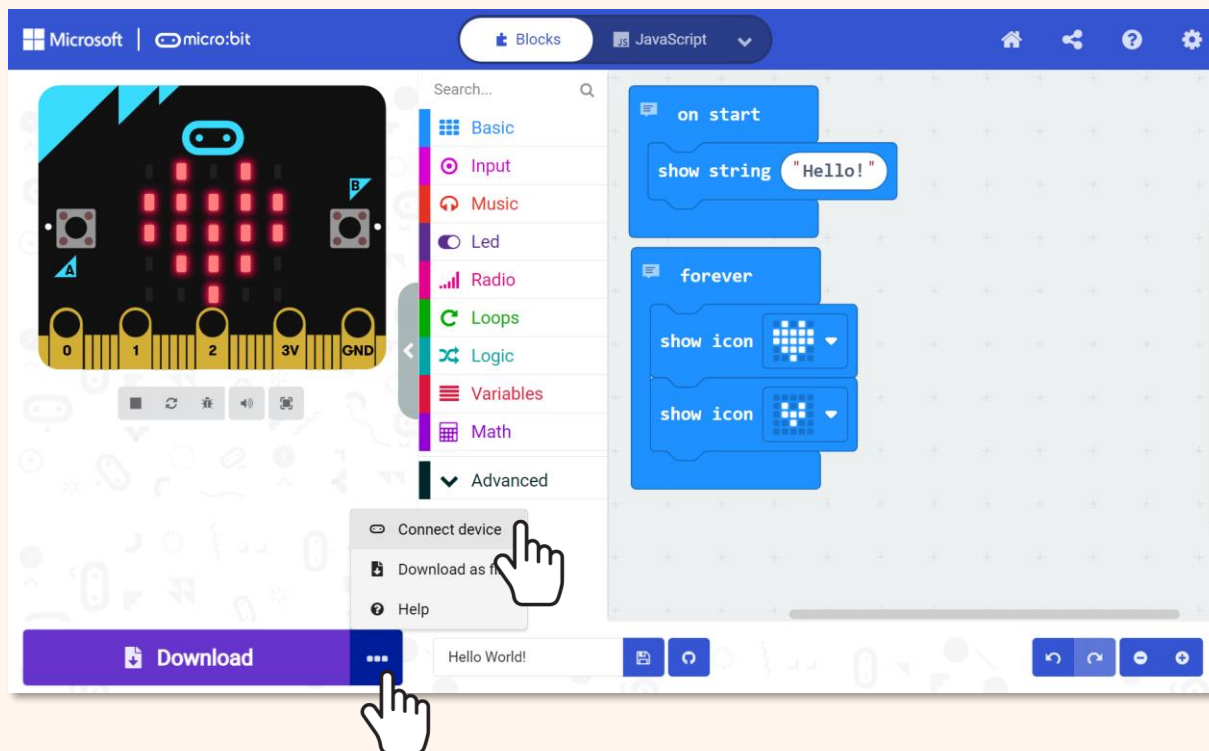 Microsoft micro:bit Blocks JS JavaScript
Search...
Basic
Input
Music
Led
Radio
Loops
Logic
Variables
Math
Advanced
A
B
0 1 2 3V GND
on start
show string "Hello!"
forever
show icon
show icon
Connect device
Download as
Help
Download
Hello World!